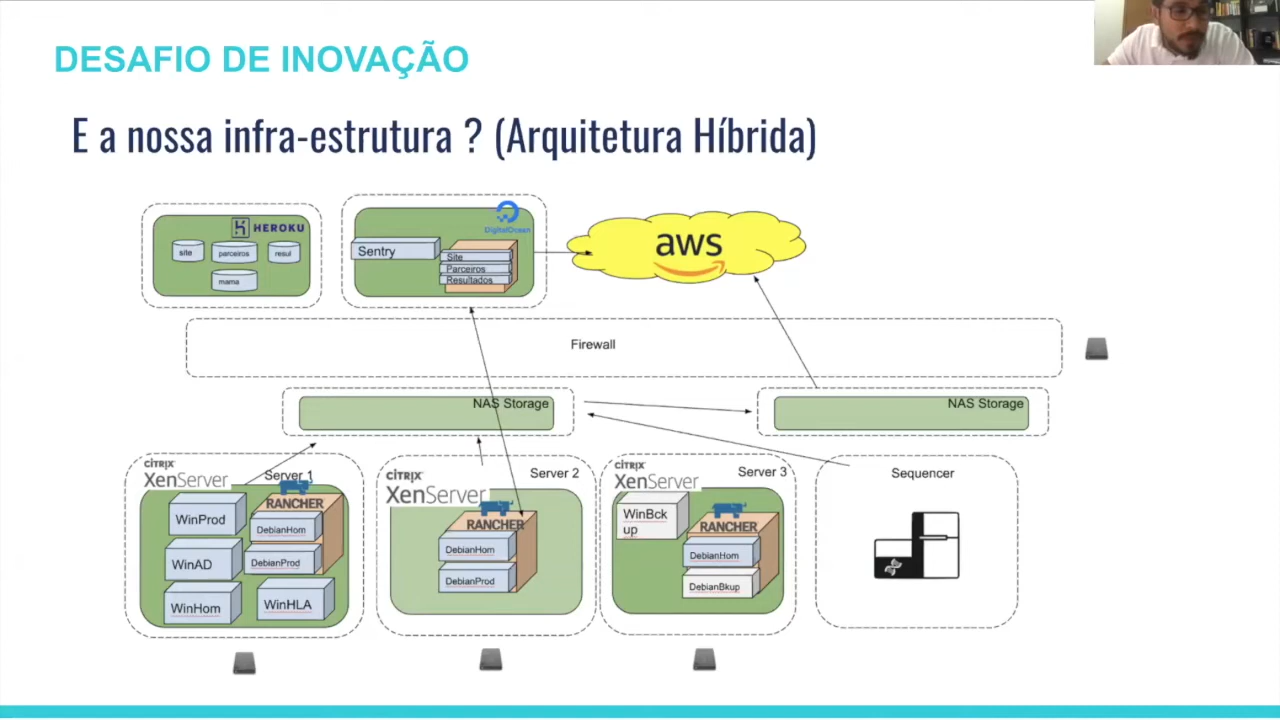 DESAFIO DE INOVAÇÃO
E a nossa infra-estrutura ? (Arquitetura Híbrida)
HEROKU
site
parceiros
resul
mama
DigitalOcean
Sentry
Site
Parceiros
Resultados
aws
Firewall
NAS Storage
NAS Storage
CITRIX
XenServer
Server 1
RANCHER
WinProd
DebianHom
WinAD
DebianProd
WinHom
WinHLA
CITRIX
XenServer
Server 2
RANCHER
DebianHom
DebianProd
CITRIX
XenServer
Server 3
WinBck
up
RANCHER
DebianHom
DebianBkup
Sequencer